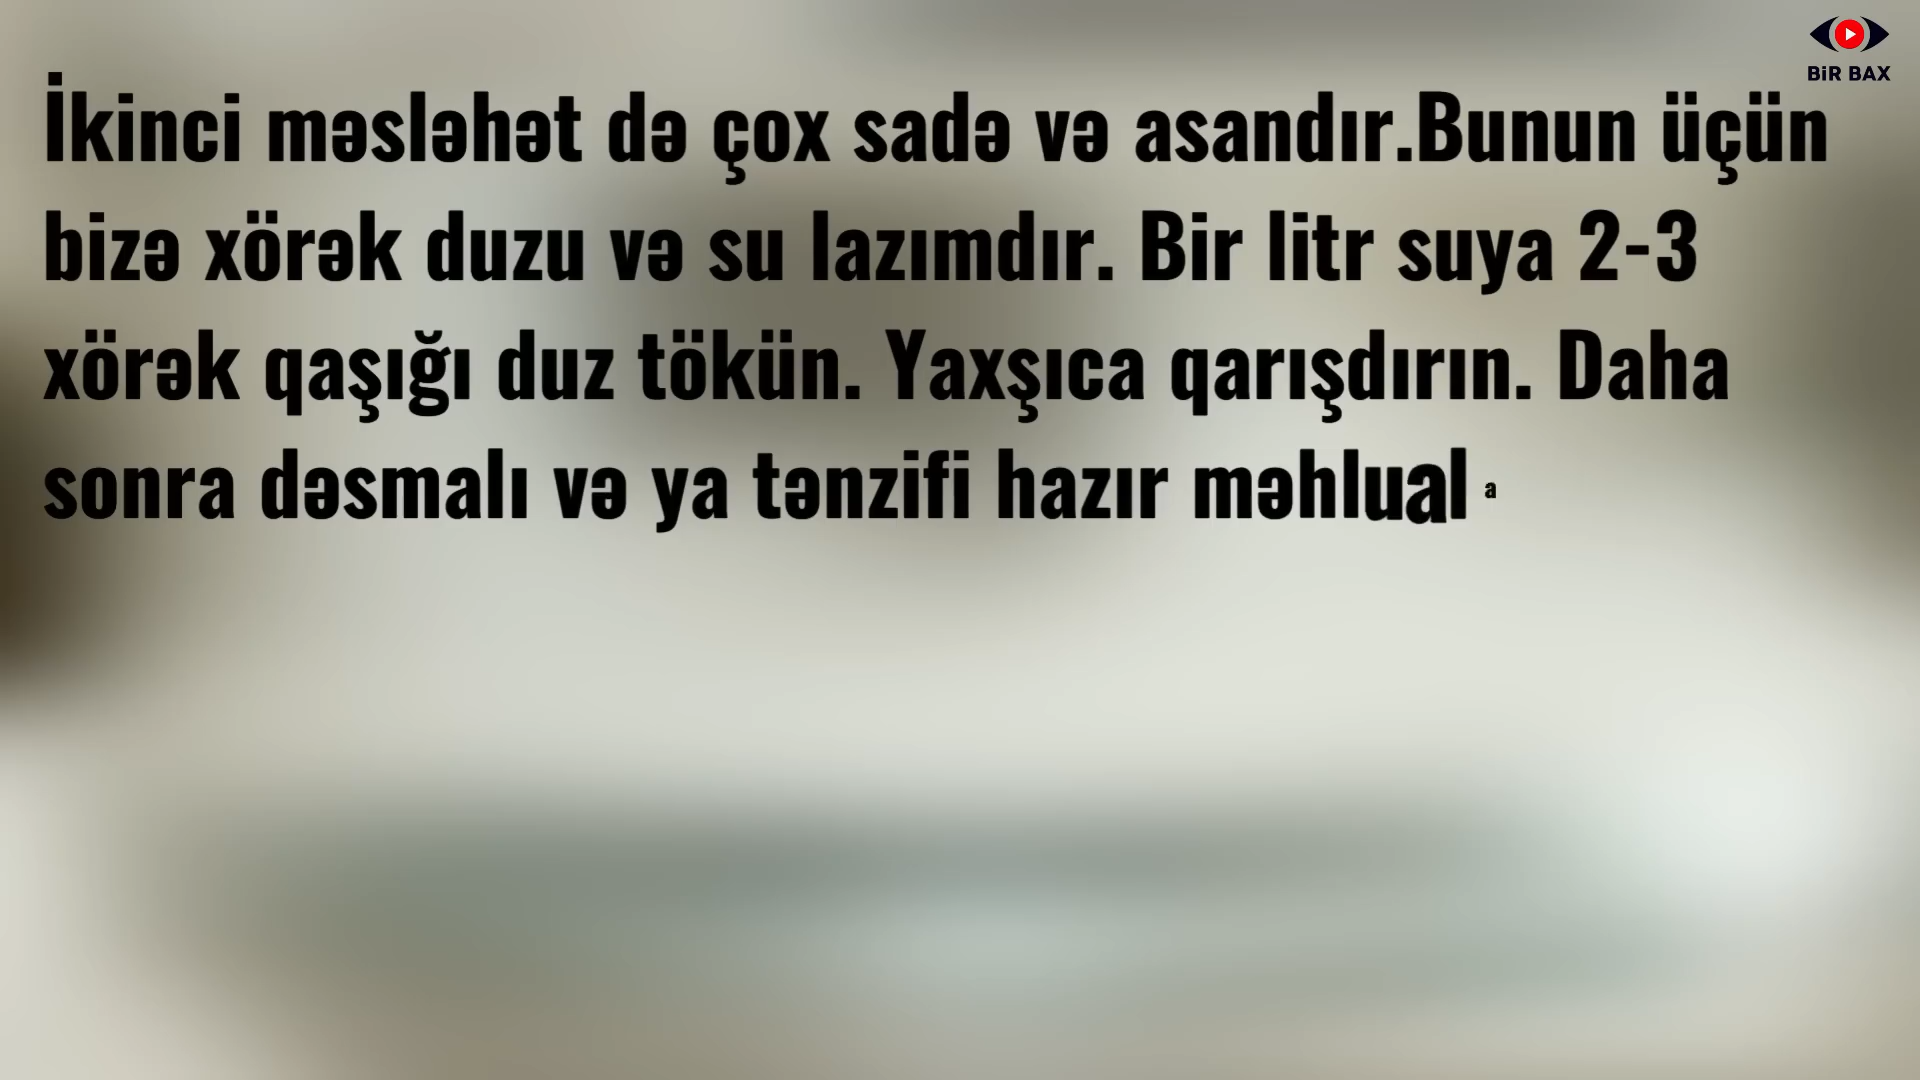 BiR BAX
İkinci məsləhət də çox sadə və asandır.Bunun üçün
bizə xörək duzu və su lazımdır. Bir litr suya 2-3
xörək qaşığı duz tökün. Yaxşıca qarışdırın. Daha
sonra dəsmalı və ya tənzifi hazır məhlual a